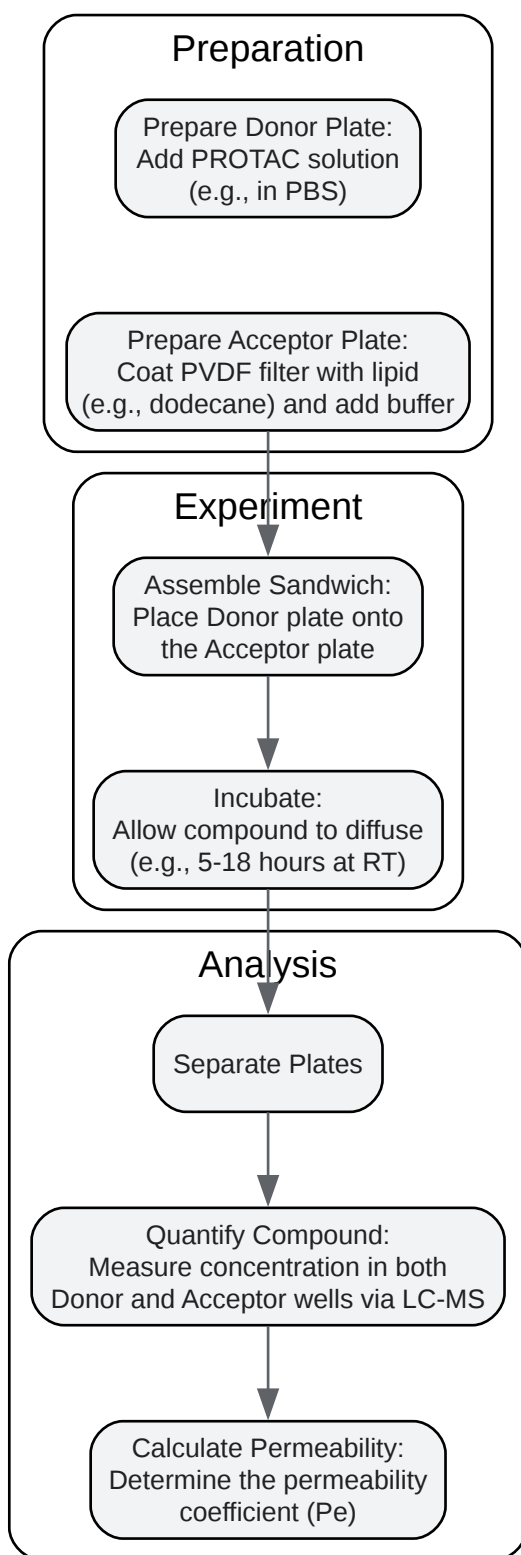 Preparation
Prepare Donor Plate:
Add PROTAC solution
(e.g., in PBS)
Prepare Acceptor Plate:
Coat PVDF filter with lipid
(e.g., dodecane) and add buffer
Experiment
Assemble Sandwich:
Place Donor plate onto
the Acceptor plate
Incubate:
Allow compound to diffuse
(e.g., 5-18 hours at RT)
Analysis
Separate Plates
Quantify Compound:
Measure concentration in both
Donor and Acceptor wells via LC-MS
Calculate Permeability:
Determine the permeability
coefficient (Pe)